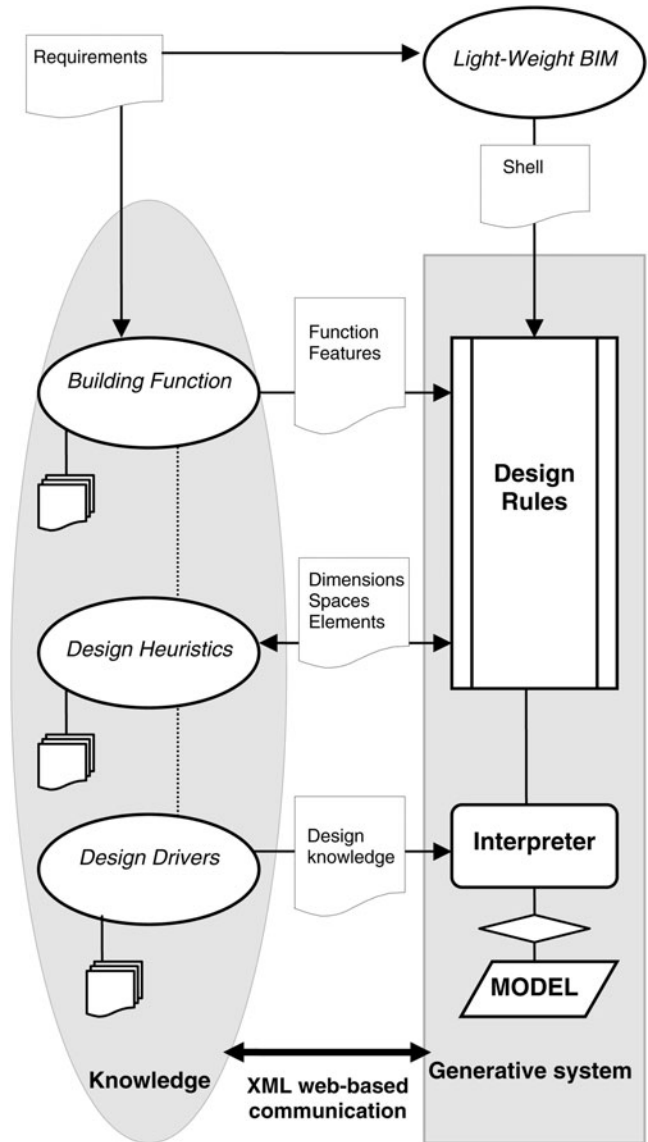 Requirements
Light-Weight BIM
Shell
Function
Features
Building Function
Design
Rules
Dimensions
Spaces
Elements
Design Heuristics
Design
knowledge
Design Drivers
Interpreter
MODEL
Knowledge
XML web-based
communication
Generative system